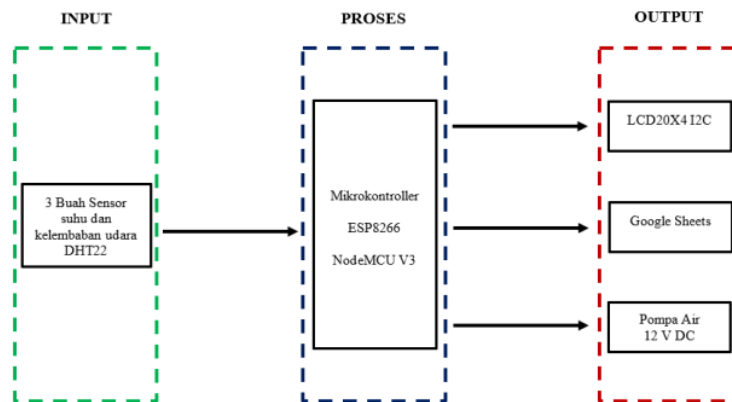 INPUT
PROSES
OUTPUT
3 Buah Sensor
suhu dan
kelembaban udara
DHT22
Mikrokontroller
ESP8266
NodeMCU V3
LCD20X4 I2C
Google Sheets
Pompa Air
12 V DC